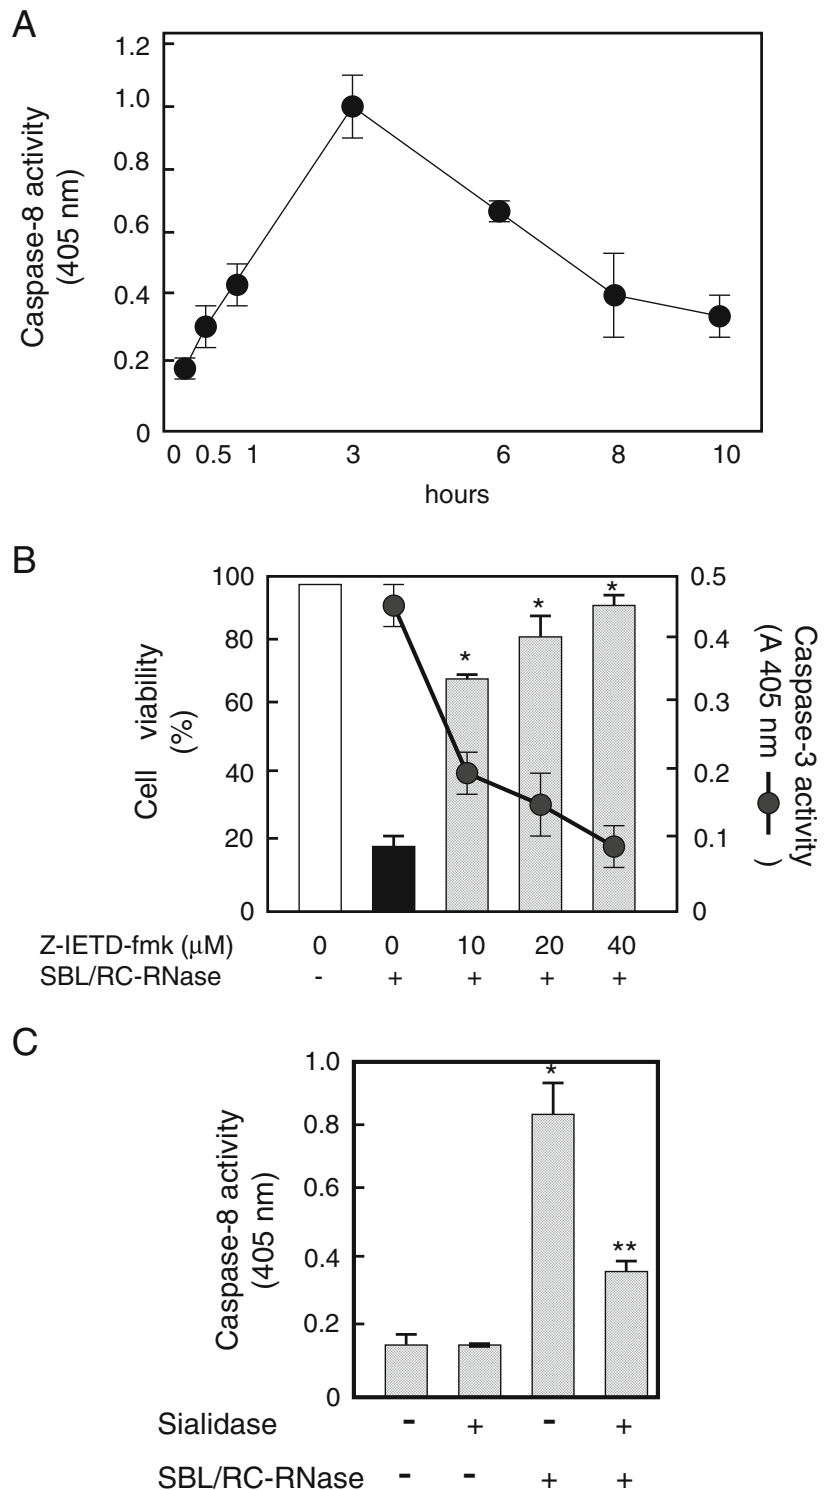 A
Caspase-8 activity
(405 nm)
1.2
1.0
0.8
0.6
0.4
0.2
0
0 0.5 1 3 6 8 10
hours
B
Cell viability
(%)
100
80
60
40
20
0
* * *
0.5
0.4
0.3
0.2
0.1
0
Caspase-3 activity
(A 405 nm )
Z-IETD-fmk (μM) 0 0 10 20 40
SBL/RC-RNase - + + + +
C
Caspase-8 activity
(405 nm)
1.0
0.8
0.6
0.4
0.2
0
* **
Sialidase - + - +
SBL/RC-RNase - - + +